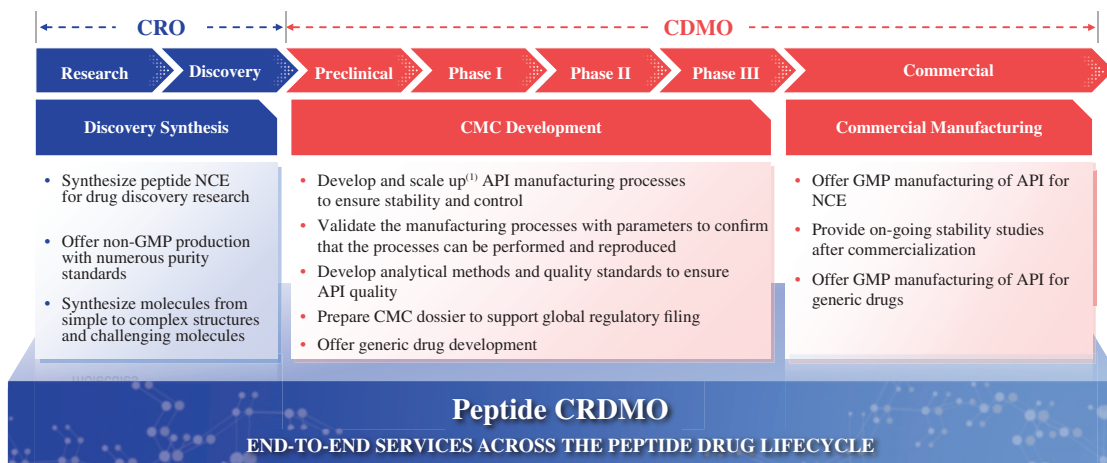 CRO
CDMO
Research
Discovery
Preclinical
Phase I
Phase II
Phase III
Commercial
Discovery Synthesis
CMC Development
Commercial Manufacturing
• Synthesize peptide NCE
for drug discovery research
• Offer non-GMP production
with numerous purity
standards
• Synthesize molecules from
simple to complex structures
and challenging molecules
• Develop and scale up(1) API manufacturing processes
to ensure stability and control
• Validate the manufacturing processes with parameters to confirm
that the processes can be performed and reproduced
• Develop analytical methods and quality standards to ensure
API quality
• Prepare CMC dossier to support global regulatory filing
• Offer generic drug development
• Offer GMP manufacturing of API for
NCE
• Provide on-going stability studies
after commercialization
• Offer GMP manufacturing of API for
generic drugs
Peptide CRDMO
END-TO-END SERVICES ACROSS THE PEPTIDE DRUG LIFECYCLE